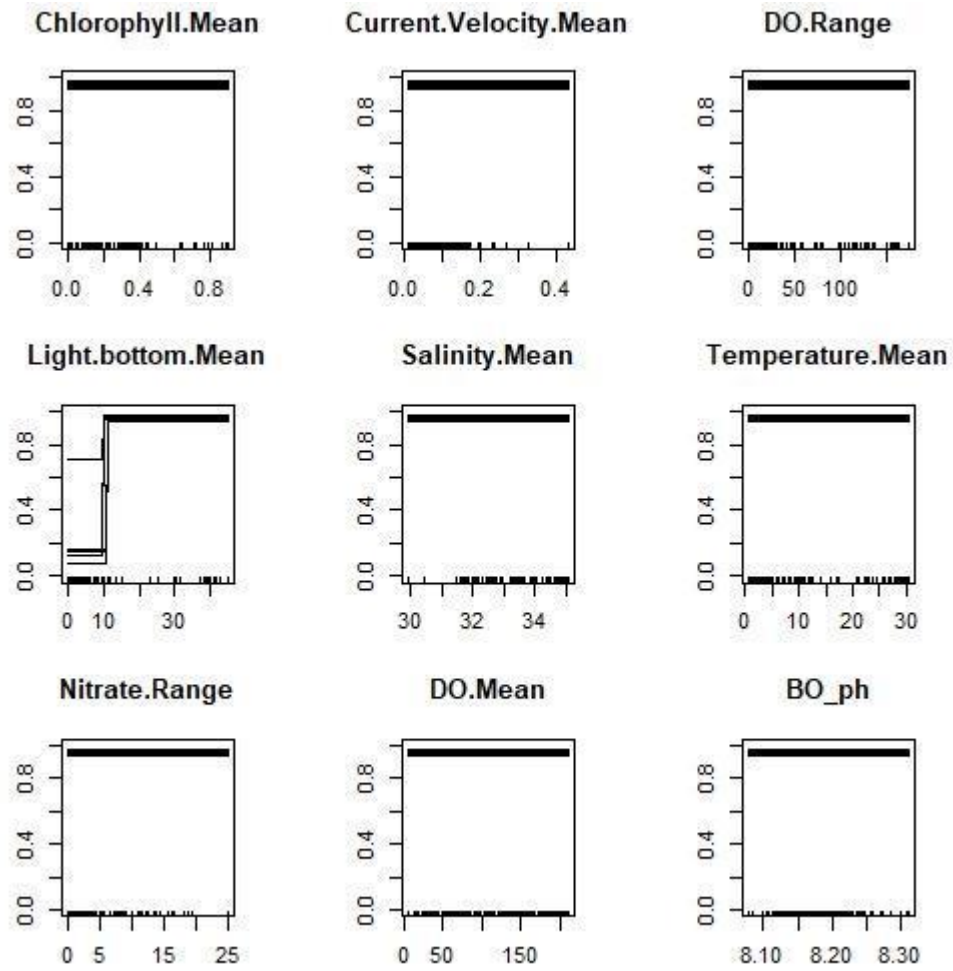 Chlorophyll.Mean Current.Velocity.Mean DO.Range
0.0 0.4 0.8 0.0 0.4 0.8 0.0 0.4 0.8
0.0 0.4 0.8 0.0 0.2 0.4 0 50 100
Light.bottom.Mean Salinity.Mean Temperature.Mean
0.0 0.4 0.8 0.0 0.4 0.8 0.0 0.4 0.8
0 10 30 30 32 34 0 10 20 30
Nitrate.Range DO.Mean BO_ph
0.0 0.4 0.8 0.0 0.4 0.8 0.0 0.4 0.8
0 5 15 25 0 50 150 8.10 8.20 8.30